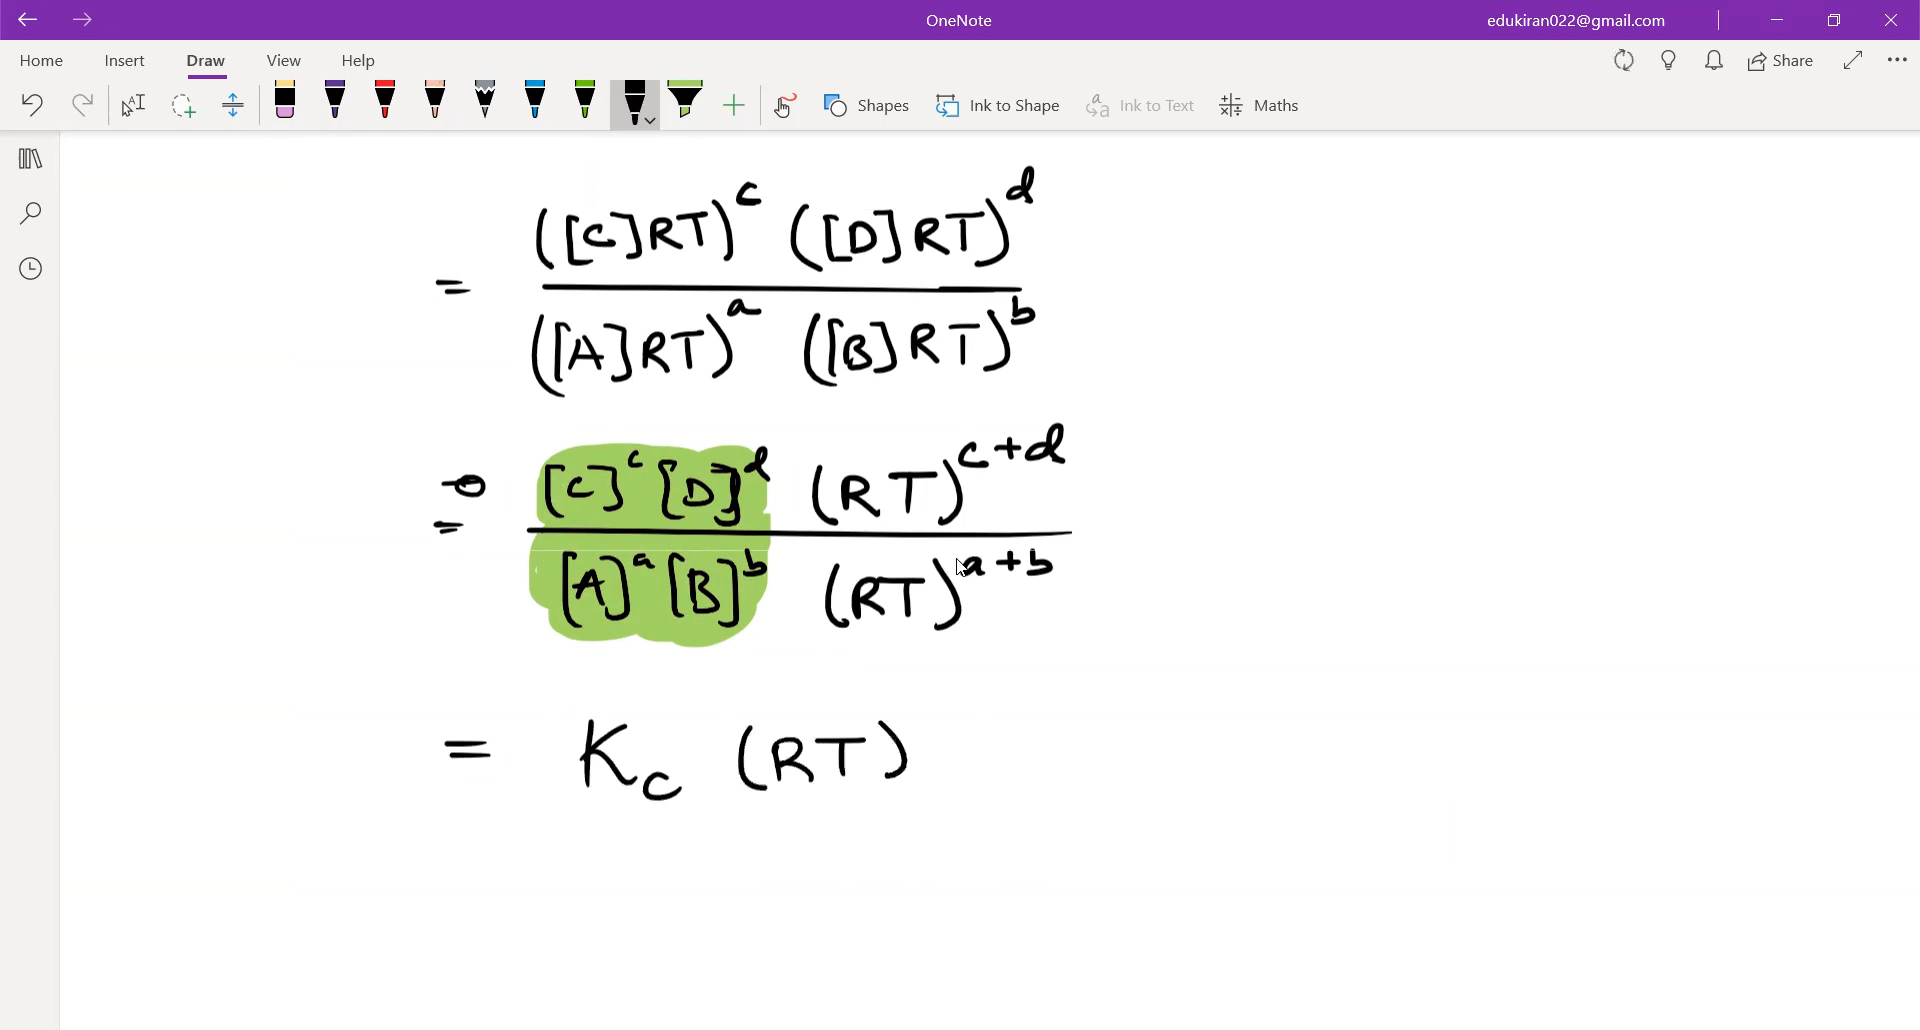 OneNote
edukiran022@gmail.com
Home Insert Draw View Help Share
Shapes Ink to Shape Ink to Text Maths
([C]RT)^c ([D]RT)^d
=
([A]RT)^a ([B]RT)^b
[C]^c [D]^d (RT)^c+d
=
[A]^a [B]^b (RT)^a+b
= Kc (RT)